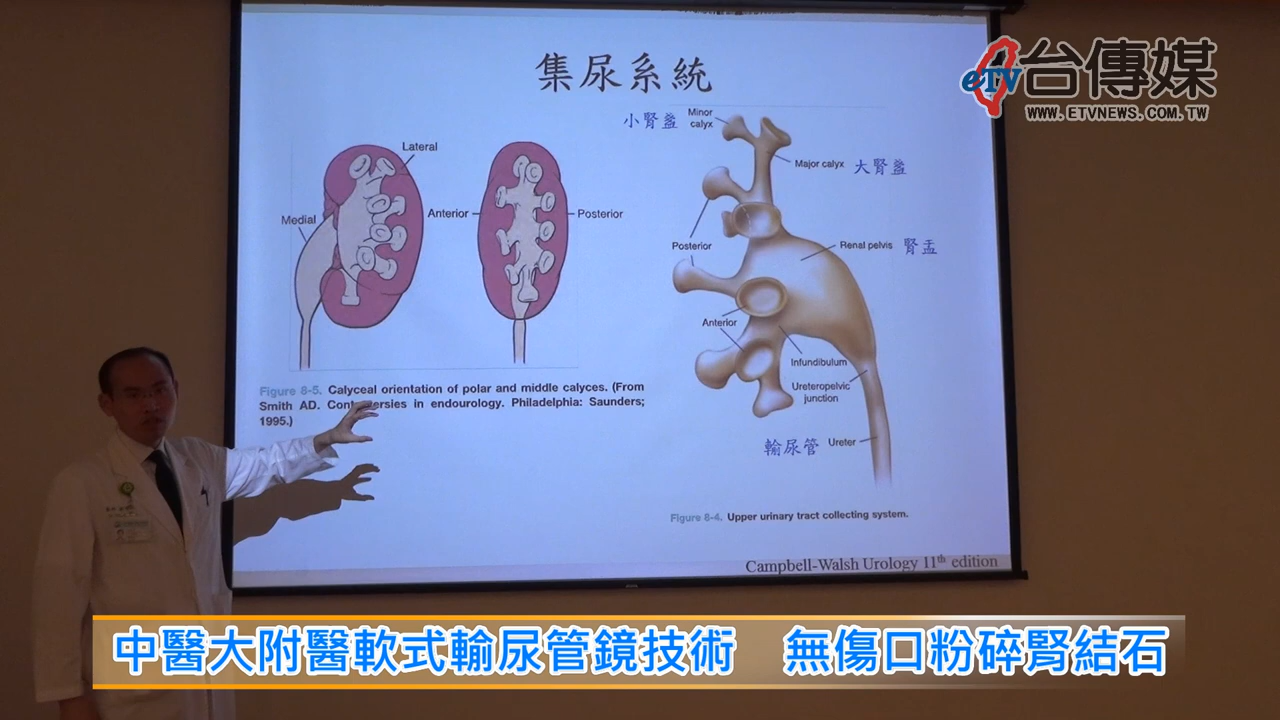 集尿系統
eTV台傳媒
WWW.ETVNEWS.COM.TW
小腎盞
Minor
calyx
Major calyx
大腎盞
Lateral
Medial
Anterior
Posterior
Posterior
Renal pelvis
腎盂
Anterior
Infundibulum
Ureteropelvic
junction
輸尿管
Ureter
Figure 8-5. Calyceal orientation of polar and middle calyces. (From
Smith AD. Controversies in endourology. Philadelphia: Saunders;
1995.)
Figure 8-4. Upper urinary tract collecting system.
Campbell-Walsh Urology 11th edition
中醫大附醫軟式輸尿管鏡技術 無傷口粉碎腎結石